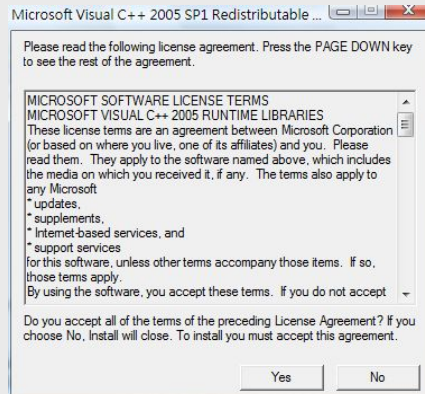 Microsoft Visual C++ 2005 SP1 Redistributable ...
Please read the following license agreement. Press the PAGE DOWN key
to see the rest of the agreement.
MICROSOFT SOFTWARE LICENSE TERMS
MICROSOFT VISUAL C++ 2005 RUNTIME LIBRARIES
These license terms are an agreement between Microsoft Corporation
(or based on where you live, one of its affiliates) and you. Please
read them. They apply to the software named above, which includes
the media on which you received it, if any. The terms also apply to
any Microsoft
* updates,
* supplements,
* Internet-based services, and
* support services
for this software, unless other terms accompany those items. If so,
those terms apply.
By using the software, you accept these terms. If you do not accept
Do you accept all of the terms of the preceding License Agreement? If you
choose No, Install will close. To install you must accept this agreement.
Yes
No